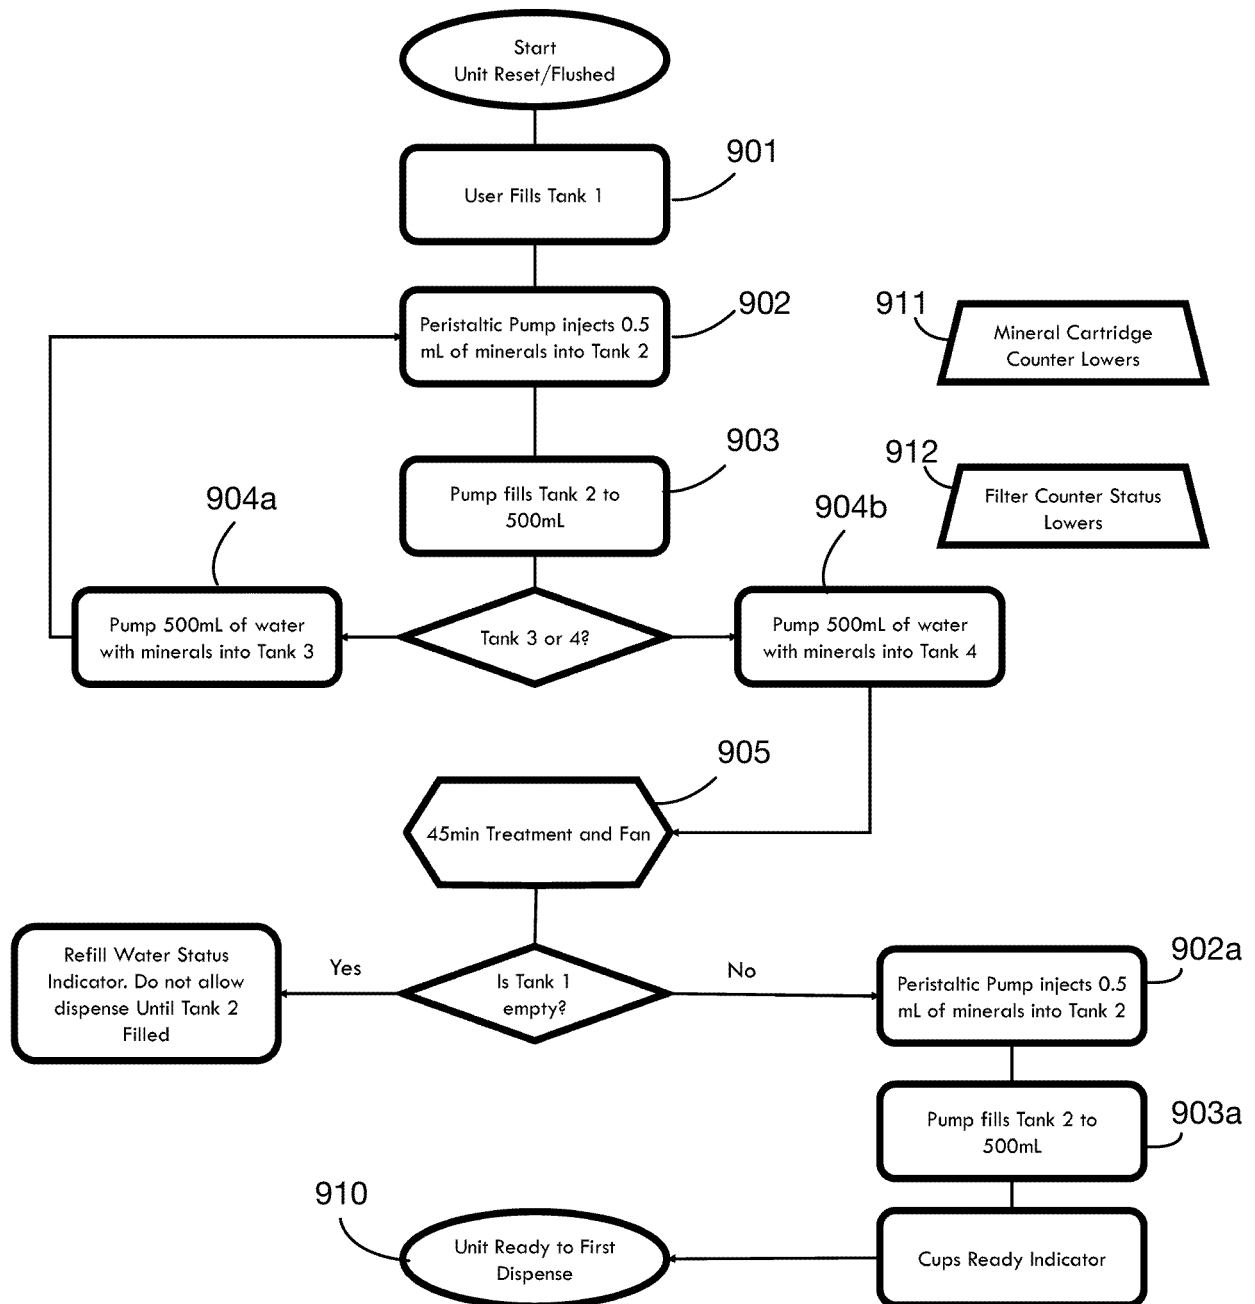 Start
Unit Reset/Flushed
901
User Fills Tank 1
902
Peristaltic Pump injects 0.5
mL of minerals into Tank 2
911
Mineral Cartridge
Counter Lowers
903
Pump fills Tank 2 to
500mL
912
Filter Counter Status
Lowers
904a
Pump 500mL of water
with minerals into Tank 3
Tank 3 or 4?
904b
Pump 500mL of water
with minerals into Tank 4
905
45min Treatment and Fan
Is Tank 1
empty?
Yes
Refill Water Status
Indicator. Do not allow
dispense Until Tank 2
Filled
No
902a
Peristaltic Pump injects 0.5
mL of minerals into Tank 2
903a
Pump fills Tank 2 to
500mL
Cups Ready Indicator
910
Unit Ready to First
Dispense